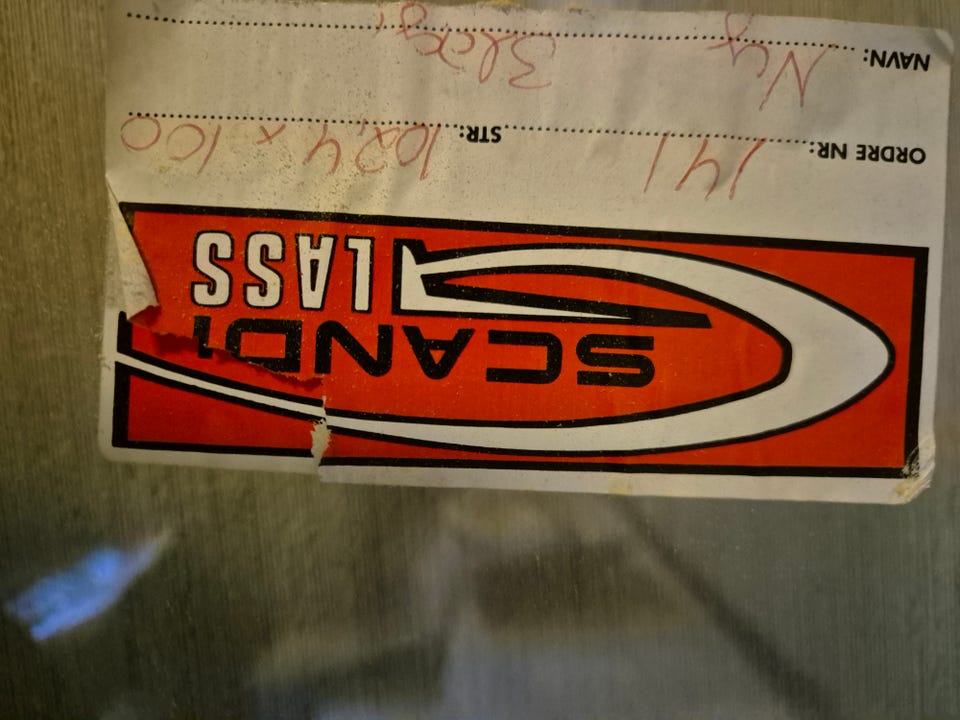 SCANDI
GLASS
ORDRE NR: 141 STR: 102,4 x 100
NAVN: Ny 3lags